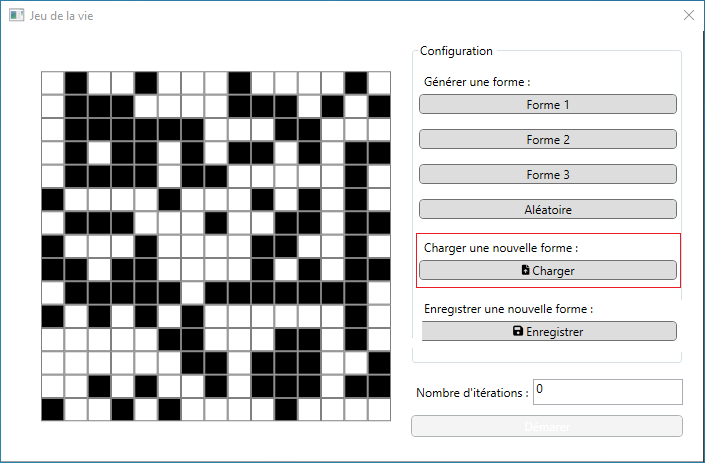 Jeu de la vie
Configuration
Générer une forme :
Forme 1
Forme 2
Forme 3
Aléatoire
Charger une nouvelle forme :
Charger
Enregistrer une nouvelle forme :
Enregistrer
Nombre d'itérations : 0
Démarer